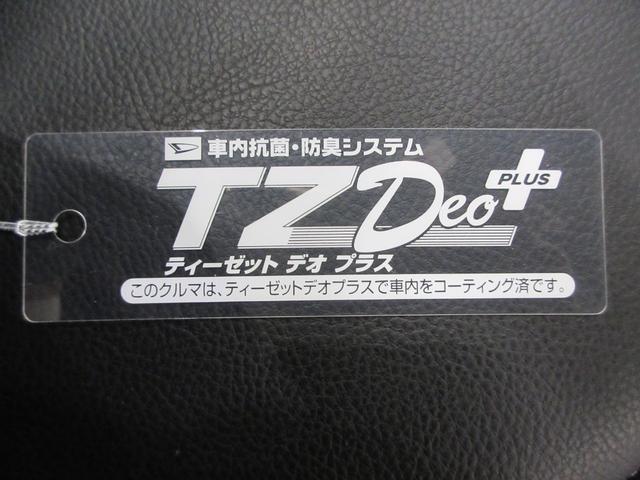 車内抗菌・防臭システム
TZ Deo PLUS
ティーゼット デオ プラス
このクルマは、ティーゼットデオプラスで車内をコーティング済です。